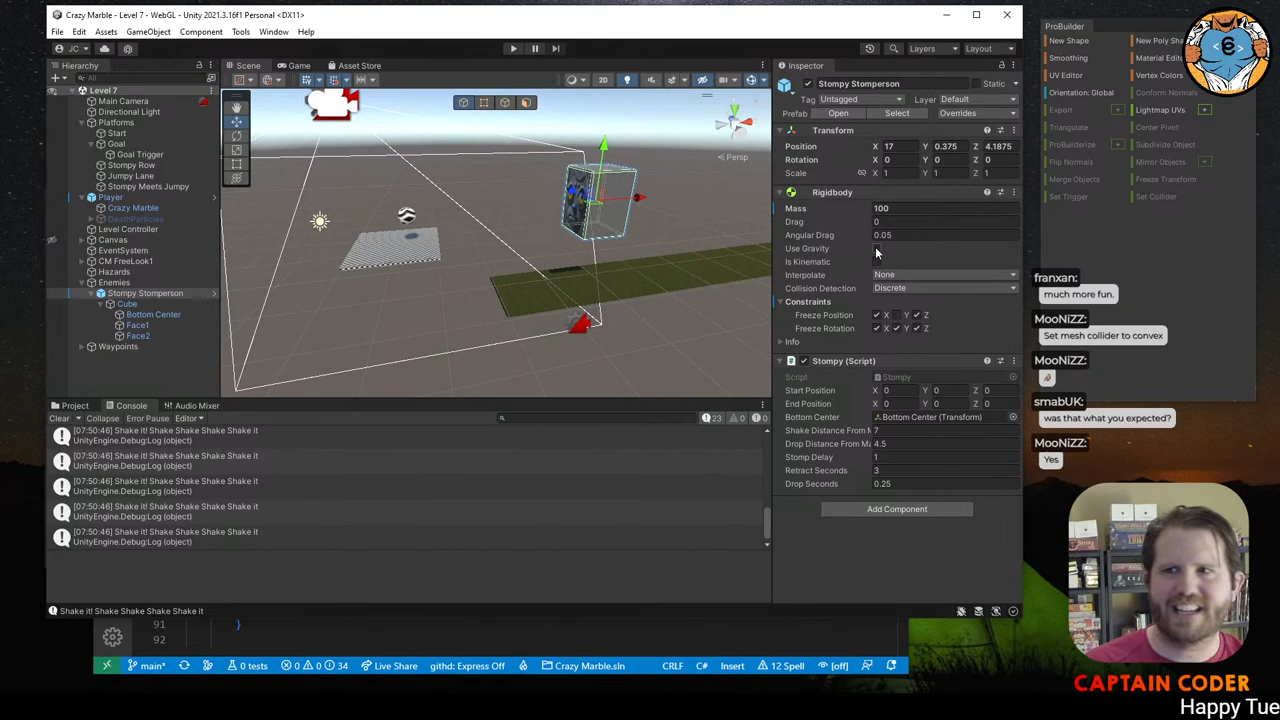 Crazy Marble - Level 7 - WebGL - Unity 2021.3.16f1 Personal <DX11>
File Edit Assets GameObject Component Tools Window Help
JC
Layers
Layout
Hierarchy
All
Level 7
Main Camera
Directional Light
Platforms
Start
Goal
Goal Trigger
Stompy Row
Jumpy Lane
Stompy Meets Jumpy
Player
Crazy Marble
DeathParticles
Level Controller
Canvas
EventSystem
CM FreeLook1
Hazards
Enemies
Stompy Stomperson
Cube
Bottom Center
Face1
Face2
Waypoints
Scene Game Asset Store
2D
Persp
Project Console Audio Mixer
Clear Collapse Error Pause Editor
23 0 0
[07:50:46] Shake it! Shake Shake Shake it
UnityEngine.Debug:Log (object)
[07:50:46] Shake it! Shake Shake Shake it
UnityEngine.Debug:Log (object)
[07:50:46] Shake it! Shake Shake Shake it
UnityEngine.Debug:Log (object)
[07:50:46] Shake it! Shake Shake Shake it
UnityEngine.Debug:Log (object)
[07:50:46] Shake it! Shake Shake Shake it
UnityEngine.Debug:Log (object)
Shake it! Shake Shake Shake it
Inspector
Stompy Stomperson
Static
Tag Untagged Layer Default
Prefab Open Select Overrides
Transform
Position X 17 Y 0.375 Z 4.1875
Rotation X 0 Y 0 Z 0
Scale X 1 Y 1 Z 1
Rigidbody
Mass 100
Drag 0
Angular Drag 0.05
Use Gravity
Is Kinematic
Interpolate None
Collision Detection Discrete
Constraints
Freeze Position X Y Z
Freeze Rotation X Y Z
Info
Stompy (Script)
Script Stompy
Start Position X 0 Y 0 Z 0
End Position X 0 Y 0 Z 0
Bottom Center Bottom Center (Transform)
Shake Distance From M 7
Drop Distance From Ma 4.5
Stomp Delay 1
Retract Seconds 3
Drop Seconds 0.25
Add Component
ProBuilder
New Shape New Poly Sh
Smoothing Material Edit
UV Editor Vertex Colors
Orientation: Global Conform Normals
Export Lightmap UVs
Triangulate Center Pivot
ProBuilderize Subdivide Object
Flip Normals Mirror Objects
Merge Objects Freeze Transform
Set Trigger Set Collider
franxan:
much more fun.
MooNiZZ:
Set mesh collider to convex
MooNiZZ:
smabUK:
was that what you expected?
MooNiZZ:
Yes
91 }
92
main* 0 tests 0 0 34 Live Share githd: Express Off Crazy Marble.sln CRLF C# Insert 12 Spell [off]
CAPTAIN CODER
Happy Tue